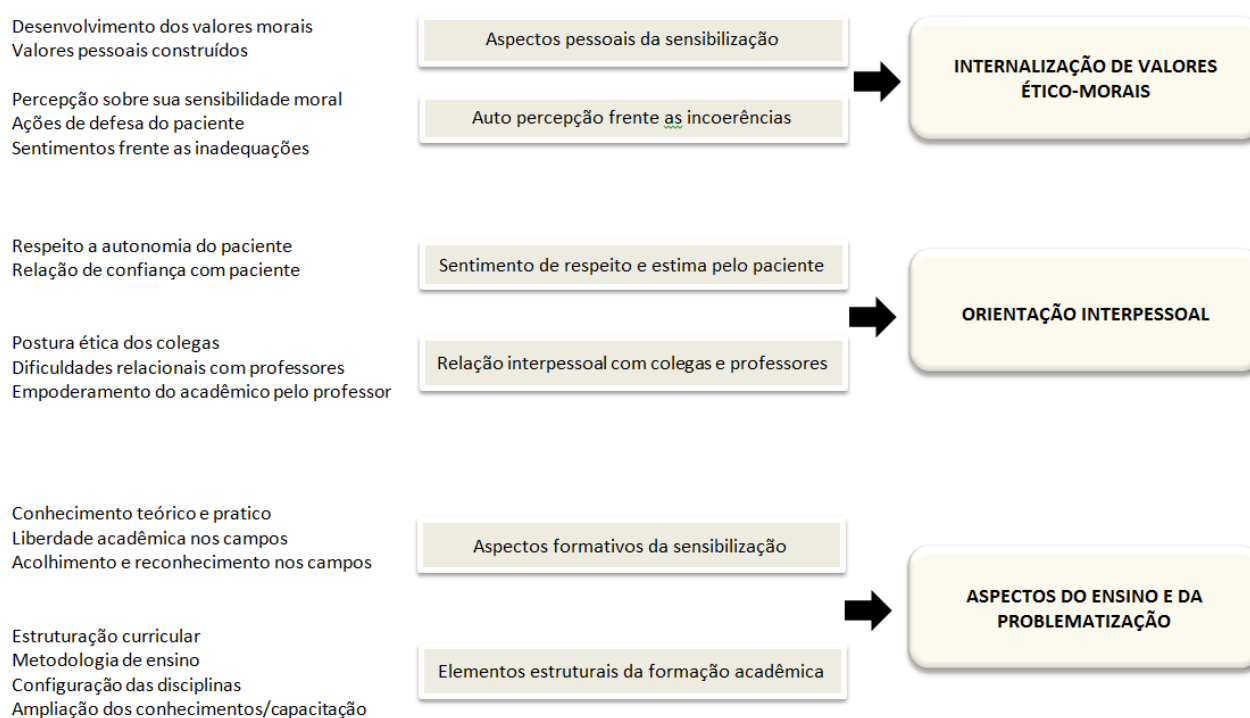 Desenvolvimento dos valores morais
Valores pessoais construídos
Aspectos pessoais da sensibilização
Percepção sobre sua sensibilidade moral
Ações de defesa do paciente
Sentimentos frente as inadequações
Auto percepção frente as incoerências
INTERNALIZAÇÃO DE VALORES
ÉTICO-MORAIS
Respeito a autonomia do paciente
Relação de confiança com paciente
Sentimento de respeito e estima pelo paciente
Postura ética dos colegas
Dificuldades relacionais com professores
Empoderamento do acadêmico pelo professor
Relação interpessoal com colegas e professores
ORIENTAÇÃO INTERPESSOAL
Conhecimento teórico e pratico
Liberdade acadêmica nos campos
Acolhimento e reconhecimento nos campos
Aspectos formativos da sensibilização
Estruturação curricular
Metodologia de ensino
Configuração das disciplinas
Ampliação dos conhecimentos/capacitação
Elementos estruturais da formação acadêmica
ASPECTOS DO ENSINO E DA
PROBLEMATIZAÇÃO